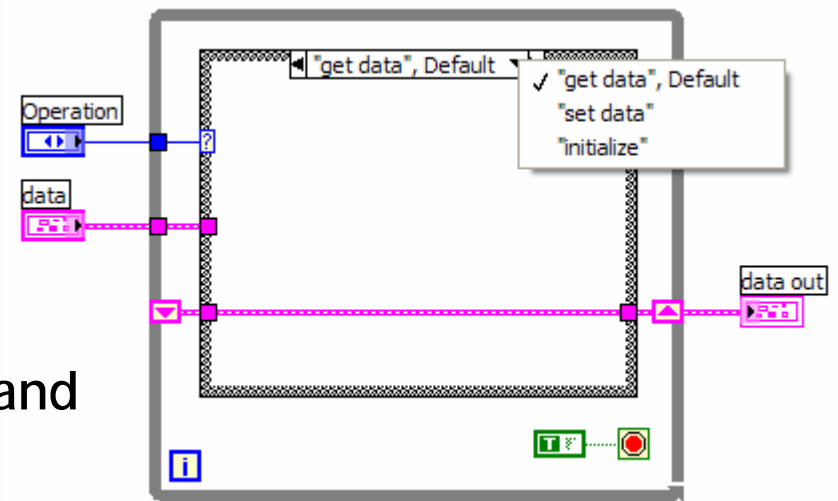 "get data", Default
✓ "get data", Default
"set data"
"initialize"
Operation
?
data
data out
and
T F
i